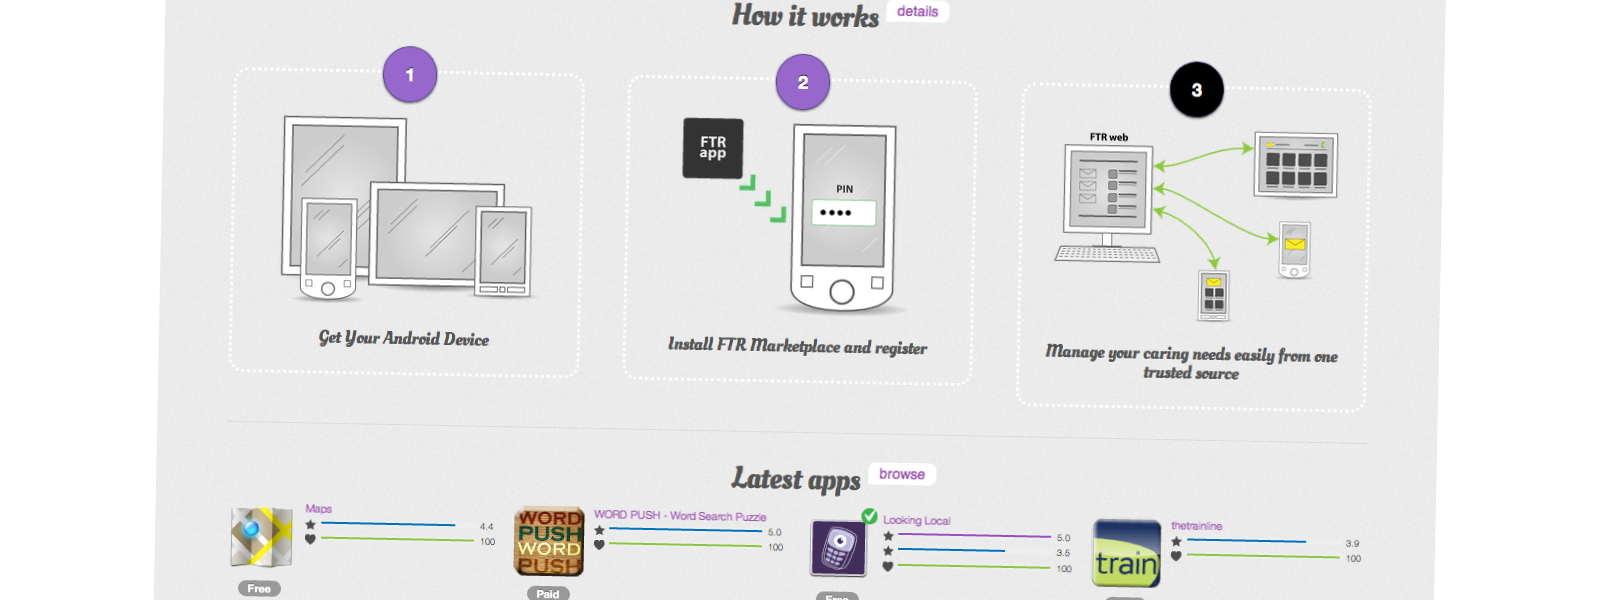 How it works
details
1
2
3
FTR
app
PIN
FTR web
Get Your Android Device
Install FTR Marketplace and register
Manage your caring needs easily from one
trusted source
Latest apps
browse
Maps
4.4
100
Free
WORD
PUSH
WORD
PUSH
WORD PUSH - Word Search Puzzle
5.0
100
Paid
Looking Local
5.0
3.5
100
Free
train
thetrainline
3.9
100